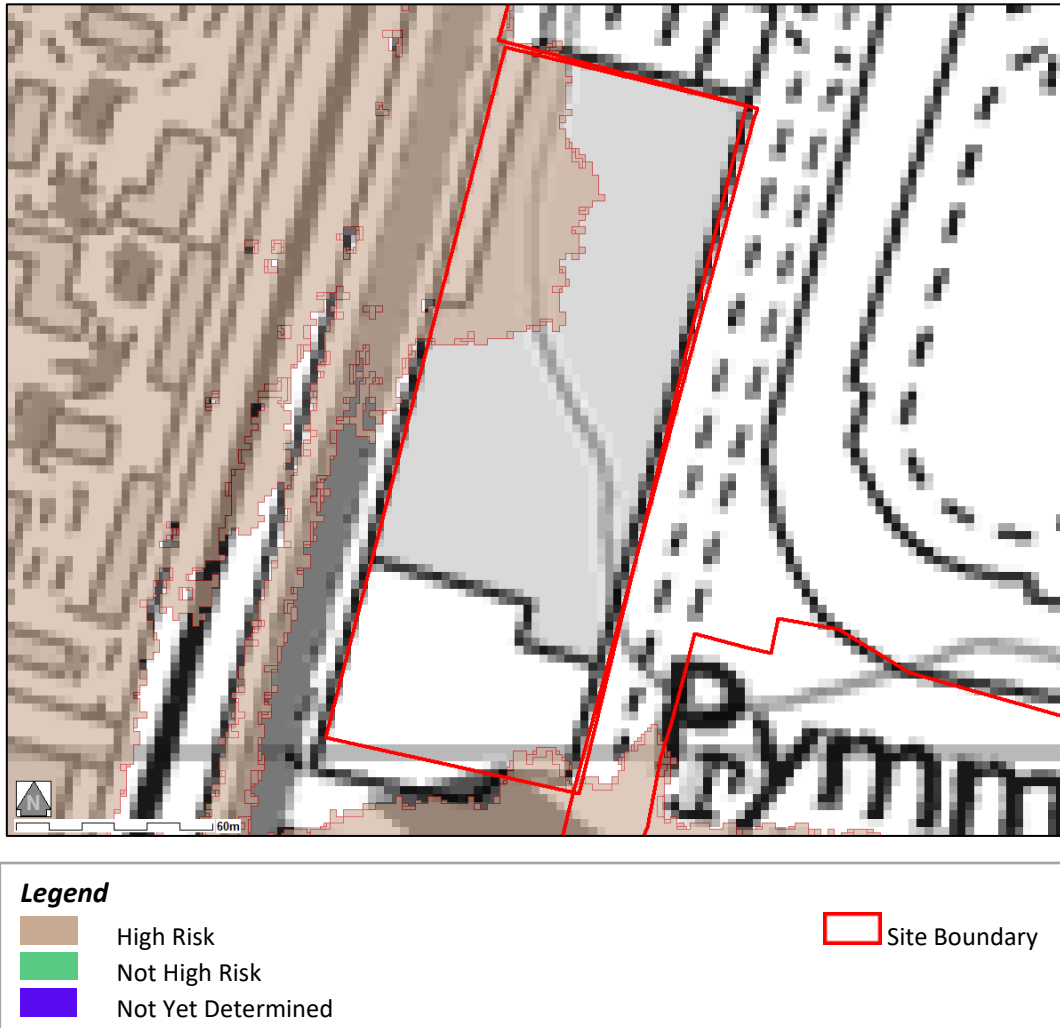 N
60m
Legend
High Risk
Site Boundary
Not High Risk
Not Yet Determined